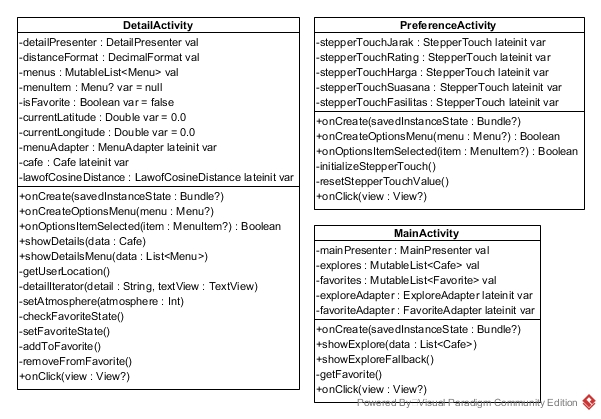 DetailActivity
-detailPresenter : DetailPresenter val
-distanceFormat : DecimalFormat val
-menus : MutableList<Menu> val
-menuItem : Menu? var = null
-isFavorite : Boolean var = false
-currentLatitude : Double var = 0.0
-currentLongitude : Double var = 0.0
-menuAdapter : MenuAdapter lateinit var
-cafe : Cafe lateinit var
-lawofCosineDistance : LawofCosineDistance lateinit var
+onCreate(savedInstanceState : Bundle?)
+onCreateOptionsMenu(menu : Menu?)
+onOptionsItemSelected(item : MenuItem?) : Boolean
+showDetails(data : Cafe)
+showDetailsMenu(data : List<Menu>)
-getUserLocation()
-detailIterator(detail : String, textView : TextView)
-setAtmosphere(atmosphere : Int)
-checkFavoriteState()
-setFavoriteState()
-addToFavorite()
-removeFromFavorite()
+onClick(view : View?)
PreferenceActivity
-stepperTouchJarak : StepperTouch lateinit var
-stepperTouchRating : StepperTouch lateinit var
-stepperTouchHarga : StepperTouch lateinit var
-stepperTouchSuasana : StepperTouch lateinit var
-stepperTouchFasilitas : StepperTouch lateinit var
+onCreate(savedInstanceState : Bundle?)
+onCreateOptionsMenu(menu : Menu?) : Boolean
+onOptionsItemSelected(item : MenuItem?) : Boolean
-initializeStepperTouch()
-resetStepperTouchValue()
+onClick(view : View?)
MainActivity
-mainPresenter : MainPresenter val
-explores : MutableList<Cafe> val
-favorites : MutableList<Favorite> val
-exploreAdapter : ExploreAdapter lateinit var
-favoriteAdapter : FavoriteAdapter lateinit var
+onCreate(savedInstanceState : Bundle?)
+showExplore(data : List<Cafe>)
+showExploreFallback()
-getFavorite()
+onClick(view : View?)
Powered By Visual Paradigm Community Edition